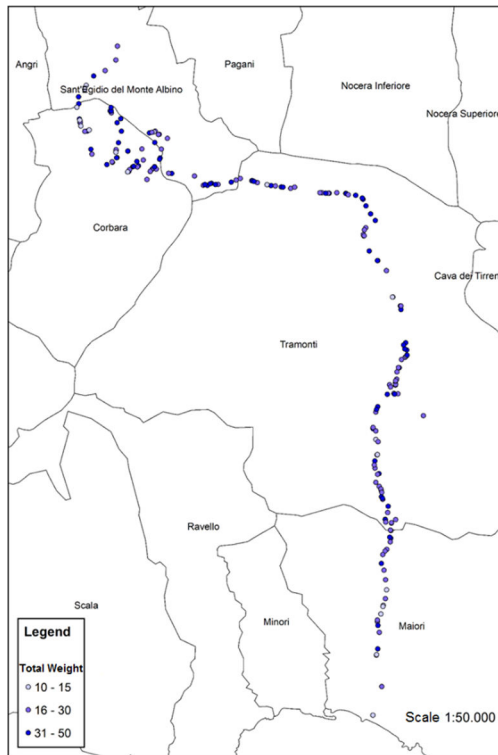 Angri
Pagani
Sant'Egidio del Monte Albino
Nocera Inferiore
Nocera Superiore
Corbara
Cava dei Tirren
Tramonti
Ravello
Scala
Minori
Maiori
Legend
Total Weight
10 - 15
16 - 30
31 - 50
Scale 1:50.000